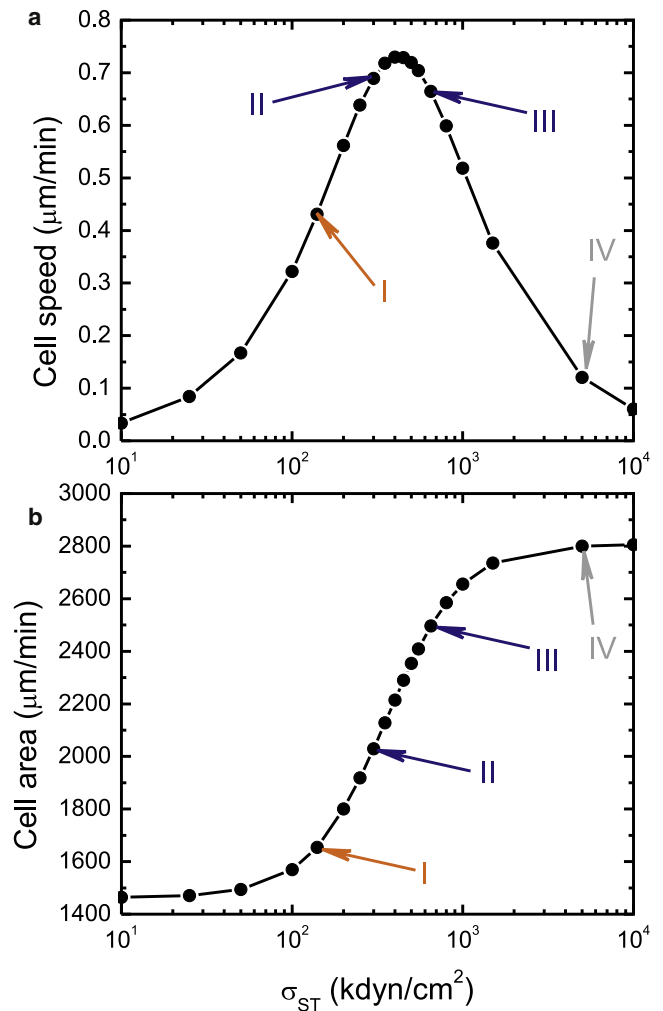 a
0.8
0.7
0.6
0.5
0.4
0.3
0.2
0.1
0.0
Cell speed (μm/min)
II
III
I
IV
10¹
10²
10³
10⁴
b
3000
2800
2600
2400
2200
2000
1800
1600
1400
Cell area (μm/min)
IV
III
II
I
10¹
10²
10³
10⁴
σ_ST (kdyn/cm²)